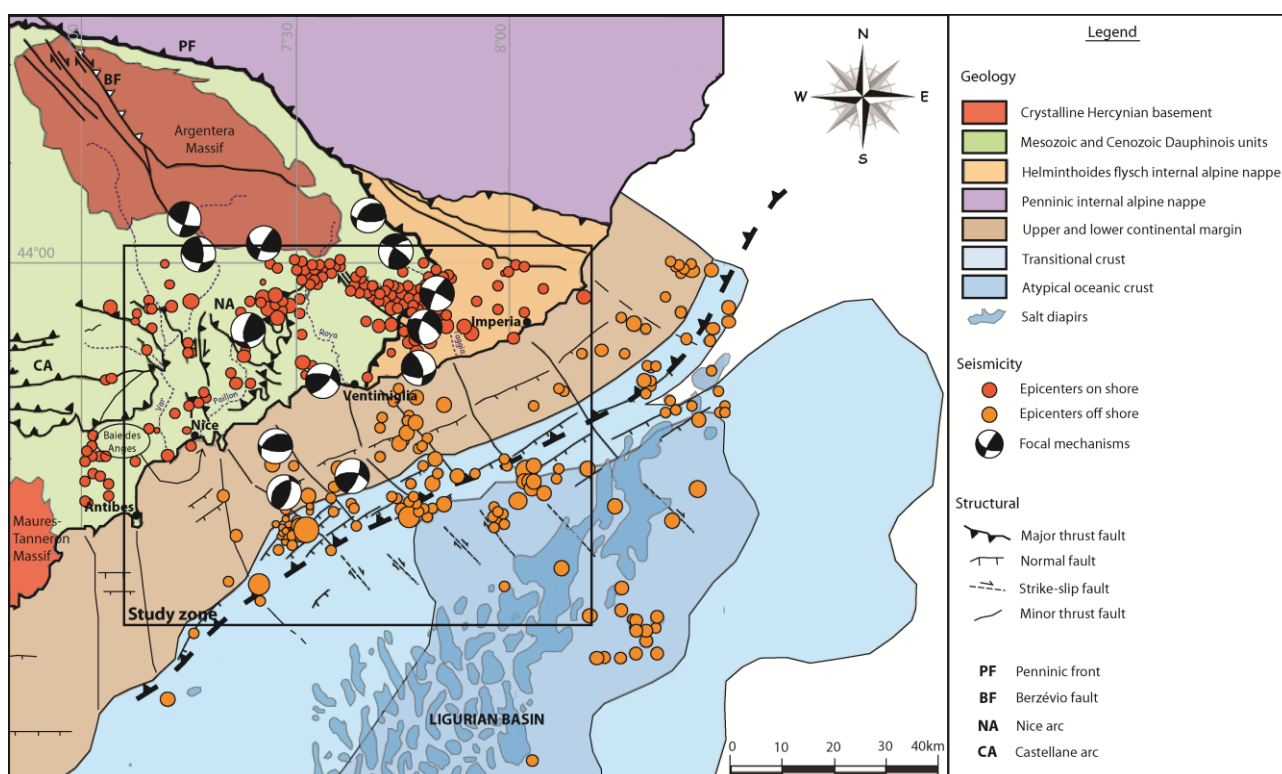 PF
7°30
8°00
BF
N
W
E
S
Argentera
Massif
44°00
NA
Imperia
Roya
Taggia
CA
Ventimiglia
Var
Paillon
Nice
Baie des
Anges
Antibes
Maures-
Tanneron
Massif
Study zone
LIGURIAN BASIN
0
10
20
30
40km
Legend
Geology
Crystalline Hercynian basement
Mesozoic and Cenozoic Dauphinois units
Helminthoides flysch internal alpine nappe
Penninic internal alpine nappe
Upper and lower continental margin
Transitional crust
Atypical oceanic crust
Salt diapirs
Seismicity
Epicenters on shore
Epicenters off shore
Focal mechanisms
Structural
Major thrust fault
Normal fault
Strike-slip fault
Minor thrust fault
PF Penninic front
BF Berzévio fault
NA Nice arc
CA Castellane arc